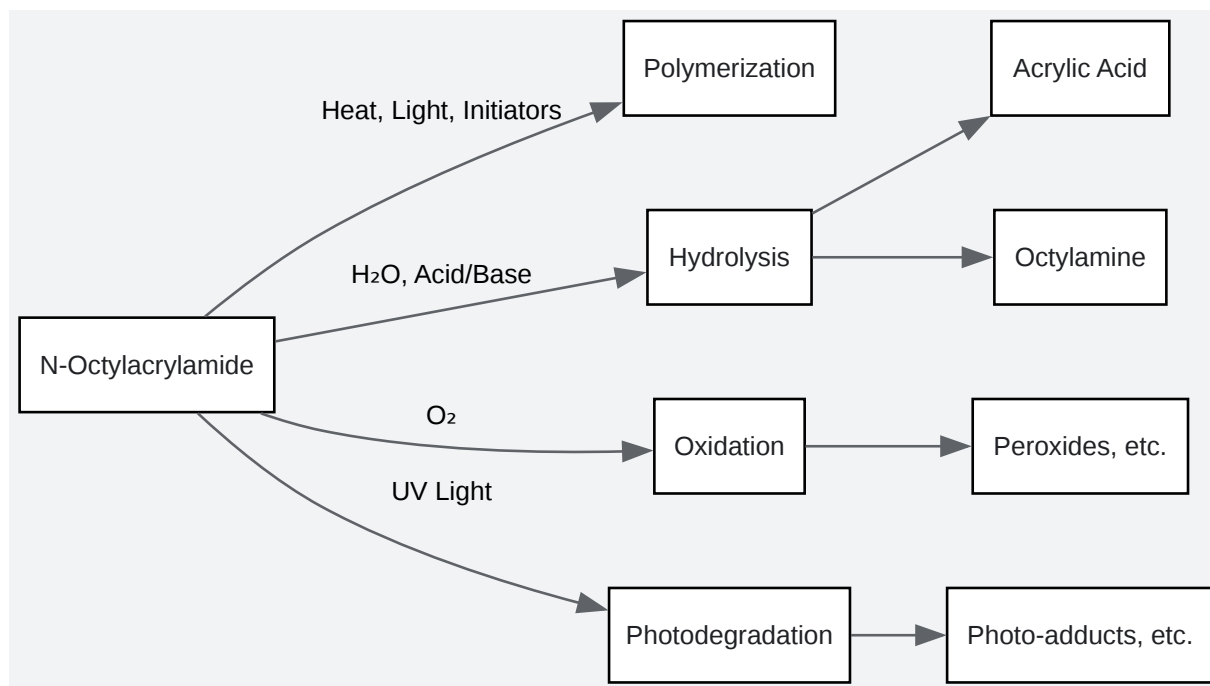 Polymerization
Acrylic Acid
Heat, Light, Initiators
Hydrolysis
Octylamine
H₂O, Acid/Base
N-Octylacrylamide
O₂
Oxidation
Peroxides, etc.
UV Light
Photodegradation
Photo-adducts, etc.